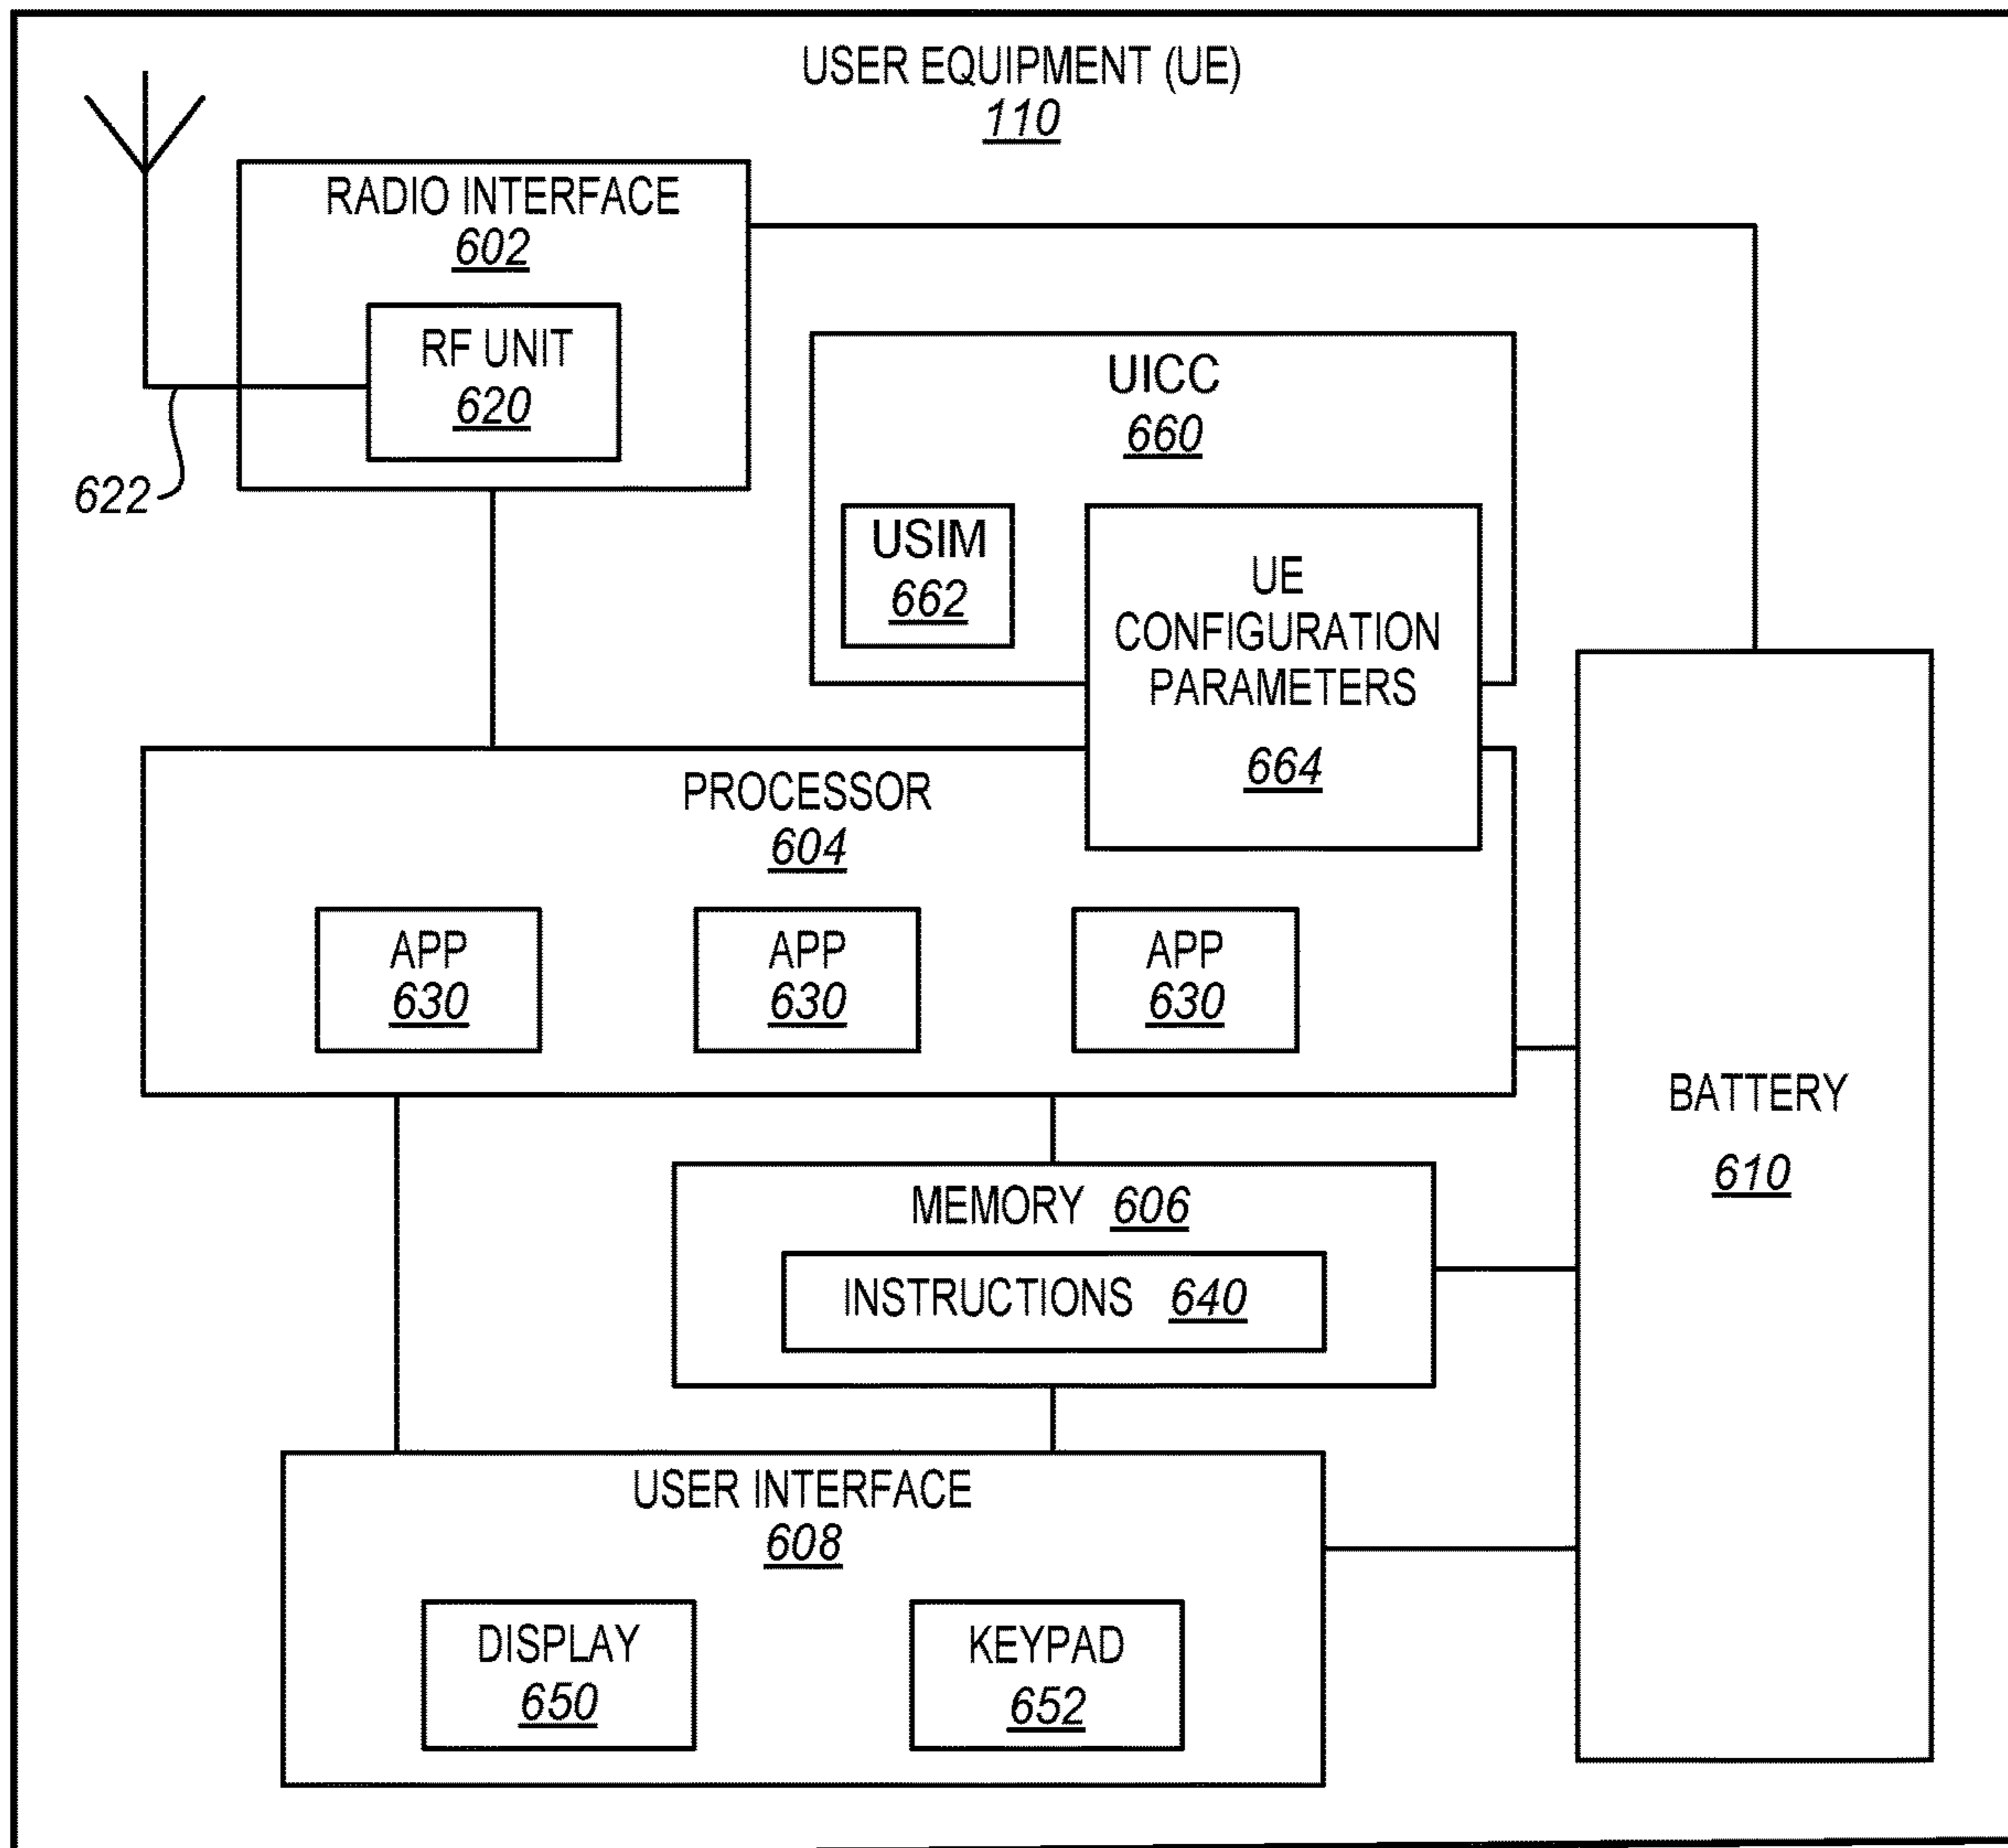 USER EQUIPMENT (UE)
110
RADIO INTERFACE
602
RF UNIT
620
622
UICC
660
USIM
662
UE
CONFIGURATION
PARAMETERS
664
PROCESSOR
604
APP
630
APP
630
APP
630
BATTERY
610
MEMORY 606
INSTRUCTIONS 640
USER INTERFACE
608
DISPLAY
650
KEYPAD
652